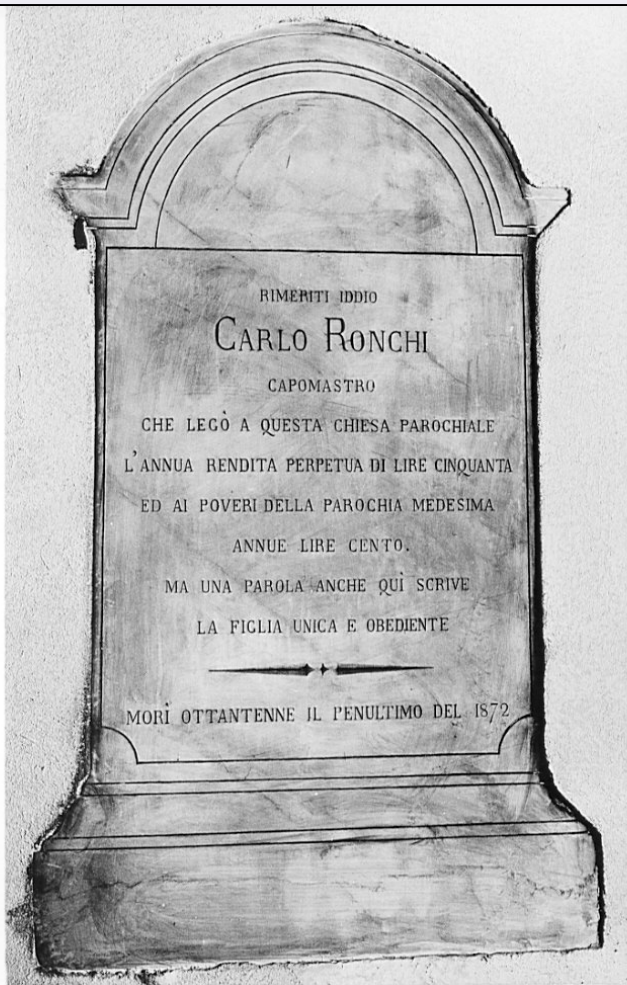 RIMERITI IDDIO
CARLO RONCHI
CAPOMASTRO
CHE LEGÒ A QUESTA CHIESA PAROCHIALE
L'ANNUA RENDITA PERPETUA DI LIRE CINQUANTA
ED AI POVERI DELLA PAROCHIA MEDESIMA
ANNUE LIRE CENTO.
MA UNA PAROLA ANCHE QUÌ SCRIVE
LA FIGLIA UNICA E OBEDIENTE
MORÌ OTTANTENNE IL PENULTIMO DEL 1872